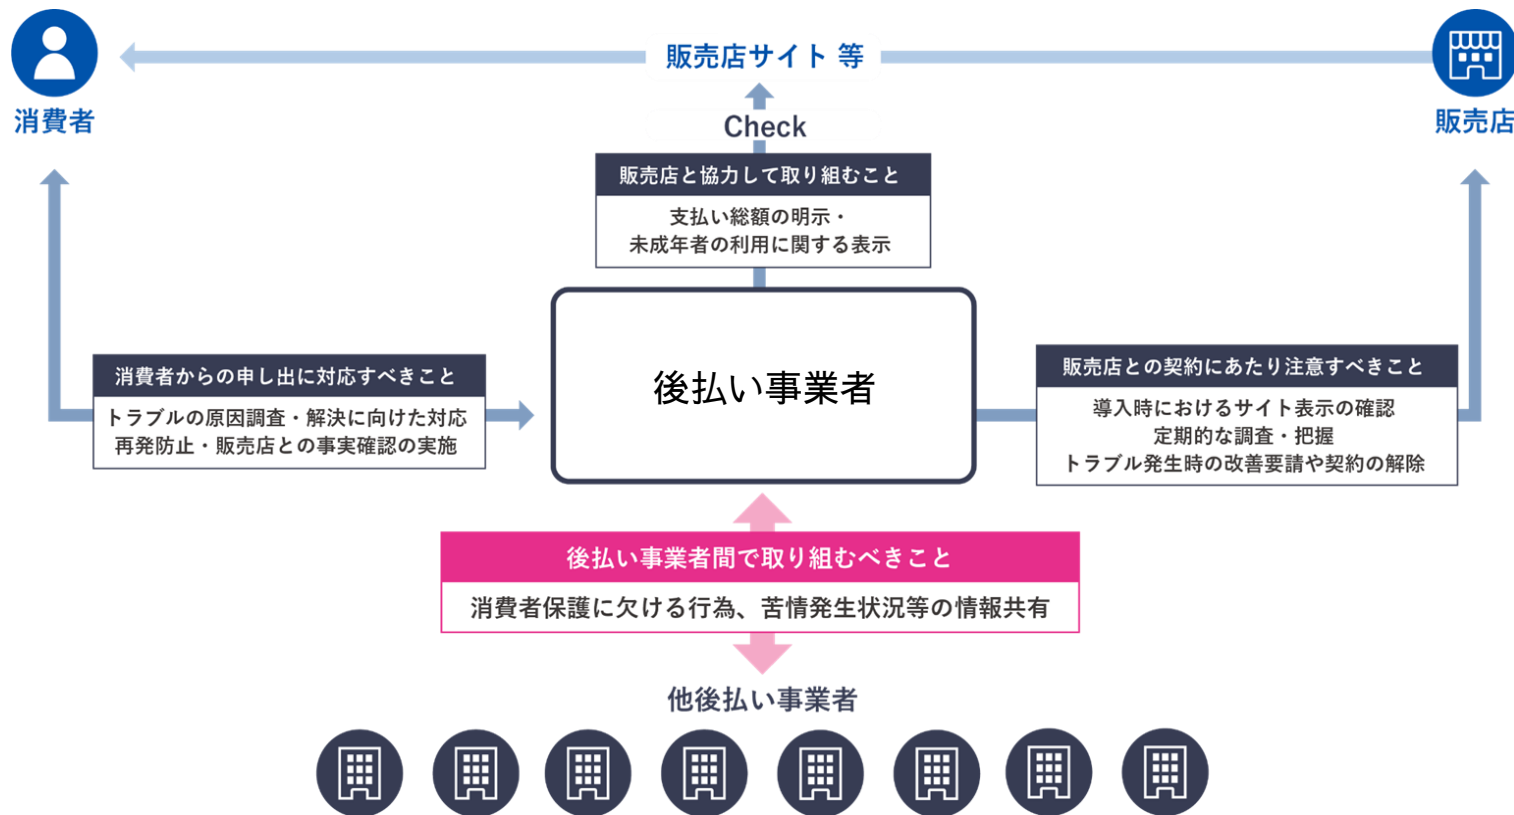 販売店サイト 等
消費者
販売店
Check
販売店と協力して取り組むこと
支払い総額の明示・
未成年者の利用に関する表示
消費者からの申し出に対応すべきこと
トラブルの原因調査・解決に向けた対応
再発防止・販売店との事実確認の実施
後払い事業者
販売店との契約にあたり注意すべきこと
導入時におけるサイト表示の確認
定期的な調査・把握
トラブル発生時の改善要請や契約の解除
後払い事業者間で取り組むべきこと
消費者保護に欠ける行為、苦情発生状況等の情報共有
他後払い事業者